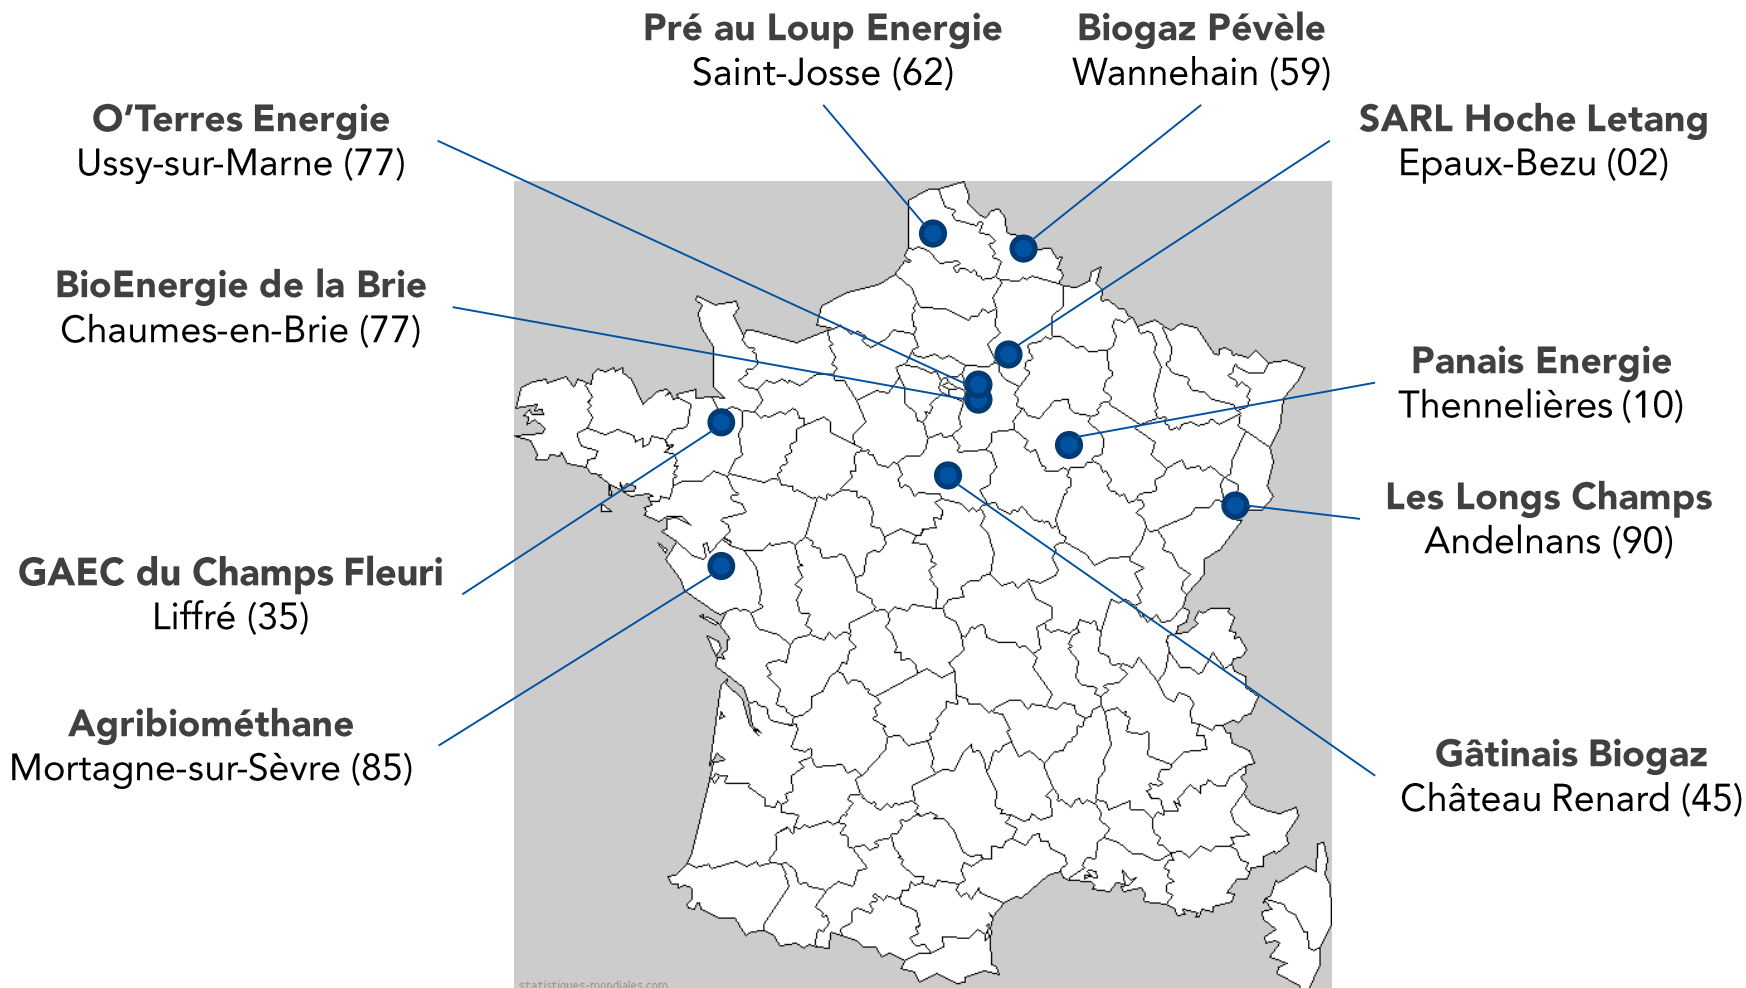 Pré au Loup Energie
Saint-Josse (62)
Biogaz Pévèle
Wannehain (59)
O’Terres Energie
Ussy-sur-Marne (77)
SARL Hoche Letang
Epaux-Bezu (02)
BioEnergie de la Brie
Chaumes-en-Brie (77)
Panais Energie
Thennelières (10)
Les Longs Champs
Andelnans (90)
GAEC du Champs Fleuri
Liffré (35)
Agribiométhane
Mortagne-sur-Sèvre (85)
Gâtinais Biogaz
Château Renard (45)
statistiques-mondiales.com